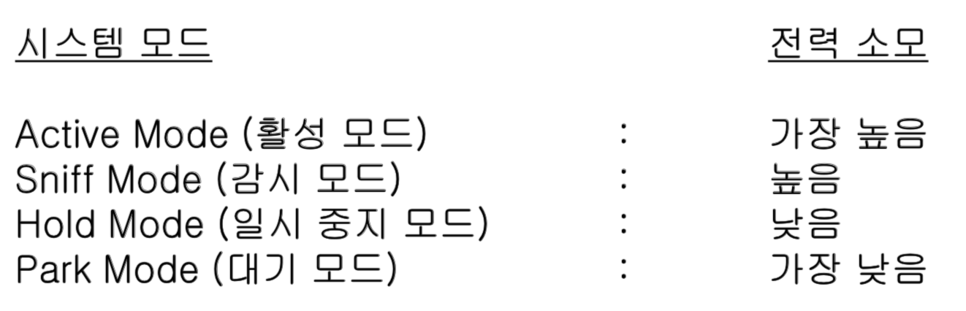 시스템 모드 전력 소모
Active Mode (활성 모드) : 가장 높음
Sniff Mode (감시 모드) : 높음
Hold Mode (일시 중지 모드) : 낮음
Park Mode (대기 모드) : 가장 낮음